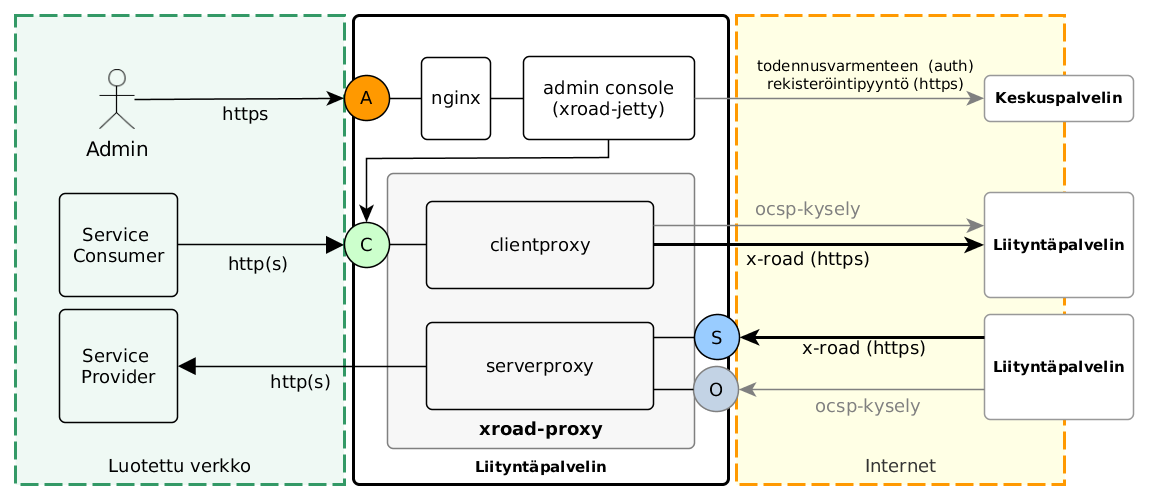 Admin
https
A
nginx
admin console
(xroad-jetty)
todennusvarmenteen (auth)
rekisteröintipyyntö (https)
Keskuspalvelin
Service
Consumer
http(s)
C
clientproxy
ocsp-kysely
x-road (https)
Liityntäpalvelin
Service
Provider
http(s)
serverproxy
S
O
x-road (https)
ocsp-kysely
Liityntäpalvelin
xroad-proxy
Luotettu verkko
Liityntäpalvelin
Internet